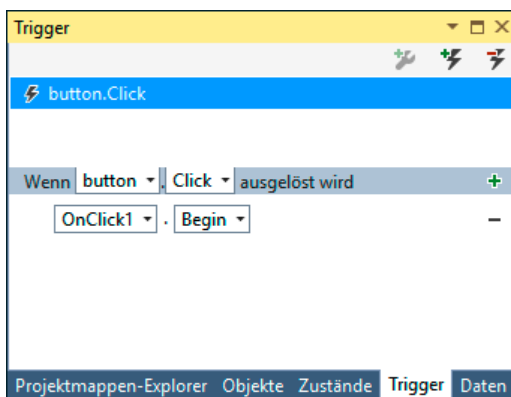 Trigger
button.Click
Wenn button . Click ausgelöst wird
OnClick1 . Begin
Projektmappen-Explorer Objekte Zustände Trigger Daten